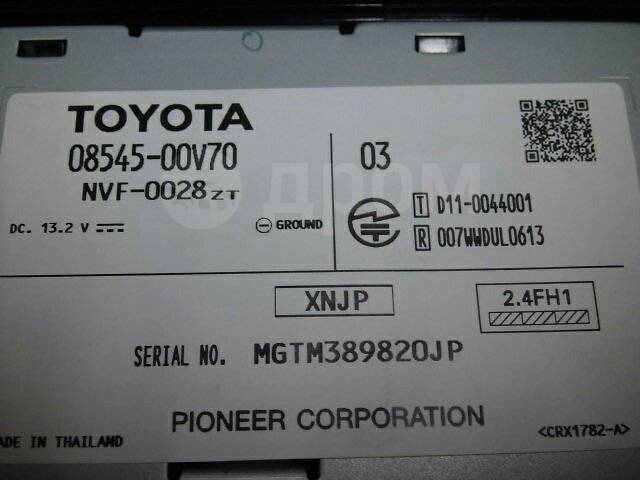 TOYOTA
08545-00V70
NVF-0028ZT
03
DC. 13.2 V
GROUND
T D11-0044001
R 007WWDUL0613
дром
XNJP
2.4FH1
SERIAL NO. MGTM389820JP
PIONEER CORPORATION
ADE IN THAILAND
<CRX1782-A>